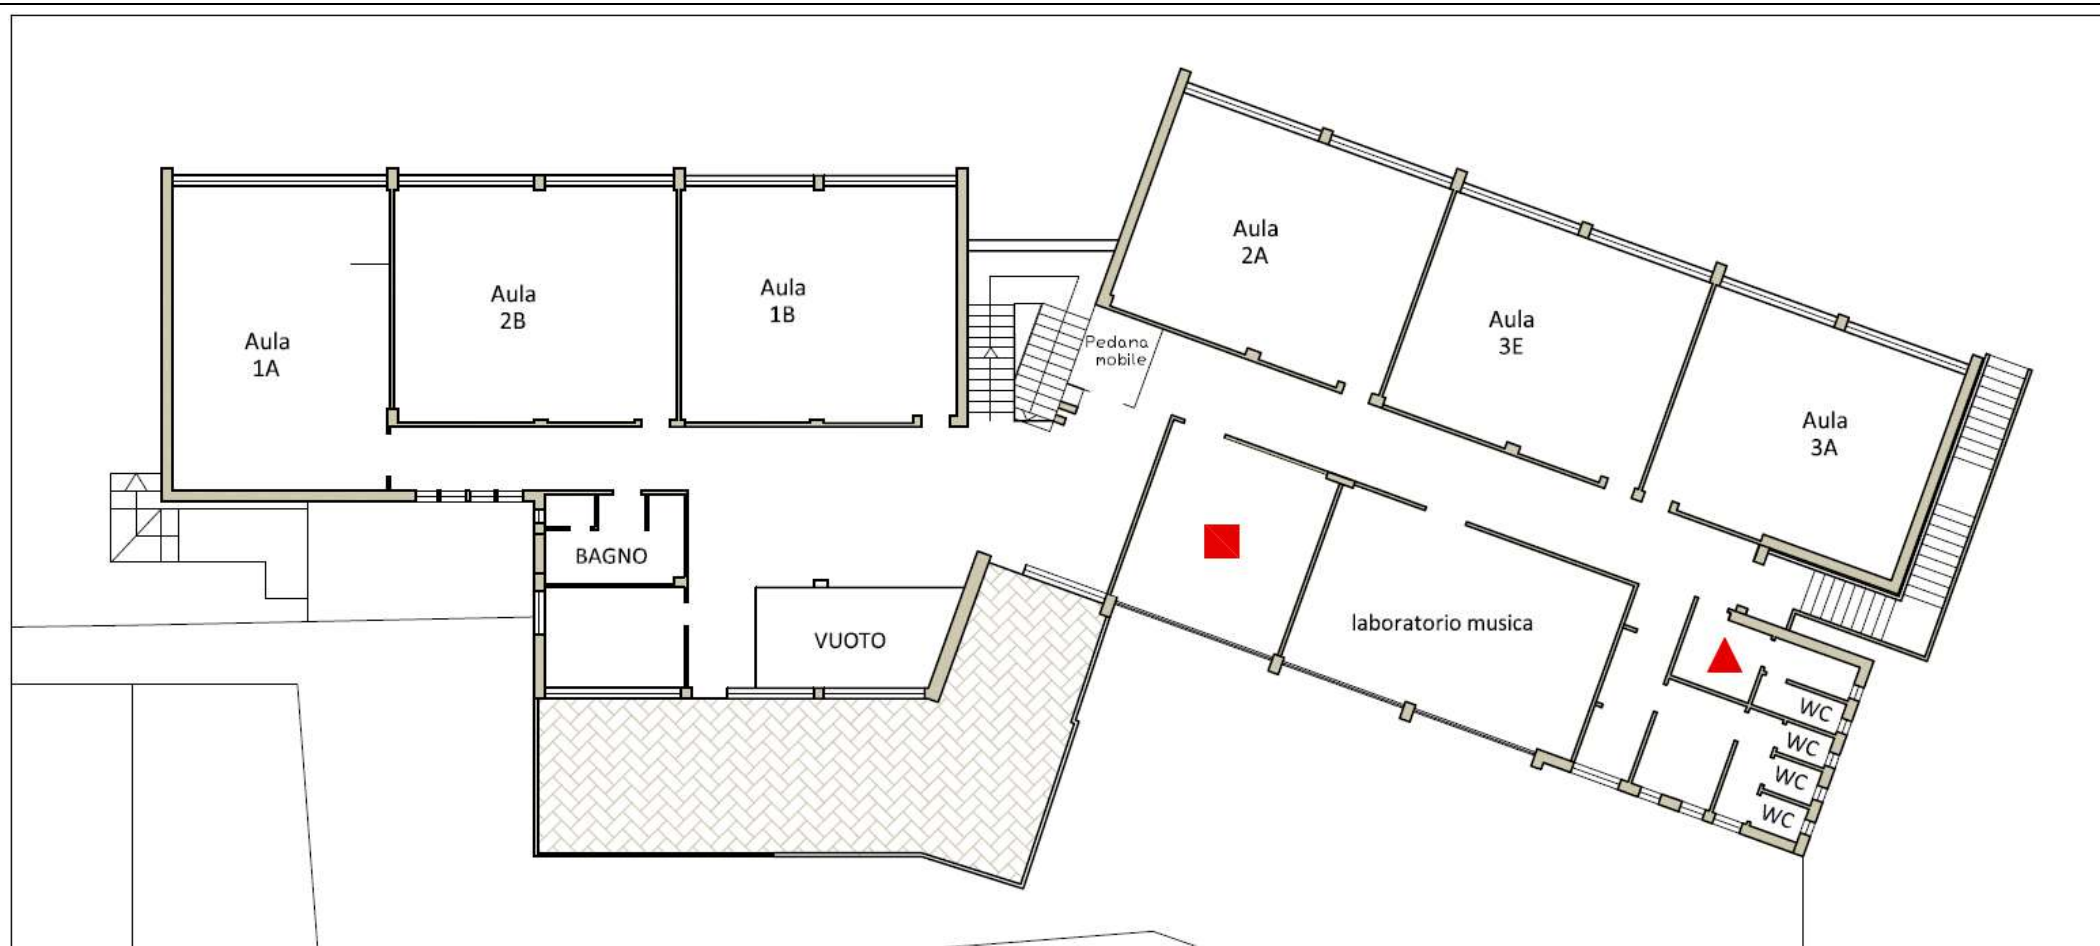 Aula
1A
Aula
2B
Aula
1B
Aula
2A
Aula
3E
Aula
3A
Pedana
mobile
BAGNO
VUOTO
laboratorio musica
WC
WC
WC
WC